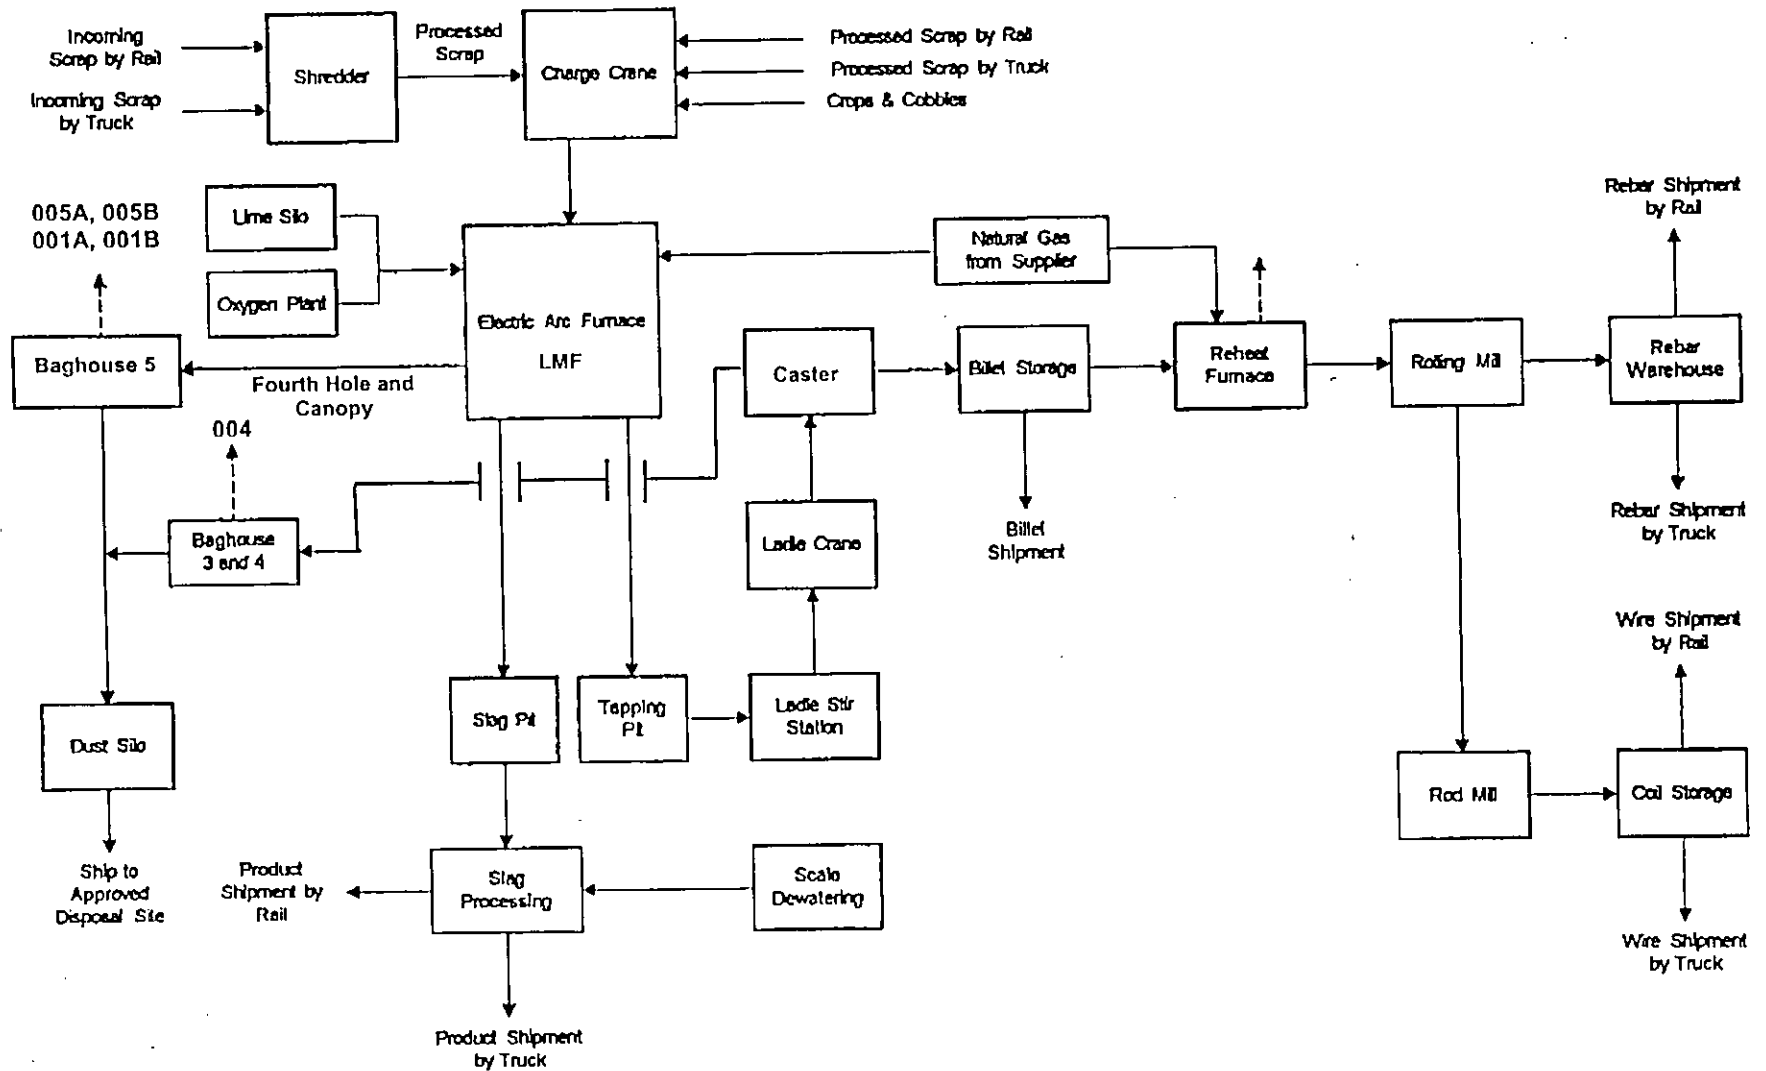 Incoming
Scrap by Rail
Incoming Scrap
by Truck
Shredder
Processed
Scrap
Charge Crane
Processed Scrap by Rail
Processed Scrap by Truck
Crops & Cobbles
005A, 005B
001A, 001B
Lime Silo
Oxygen Plant
Electric Arc Furnace
LMF
Natural Gas
from Supplier
Rebar Shipment
by Rail
Baghouse 5
Fourth Hole and
Canopy
Caster
Billet Storage
Reheat
Furnace
Rolling Mill
Rebar
Warehouse
004
Baghouse
3 and 4
Ladle Crane
Billet
Shipment
Rebar Shipment
by Truck
Wire Shipment
by Rail
Dust Silo
Slag Pit
Tapping
Pit
Ladle Stir
Station
Rod Mill
Coil Storage
Ship to
Approved
Disposal Site
Product
Shipment by
Rail
Slag
Processing
Scale
Dewatering
Wire Shipment
by Truck
Product Shipment
by Truck